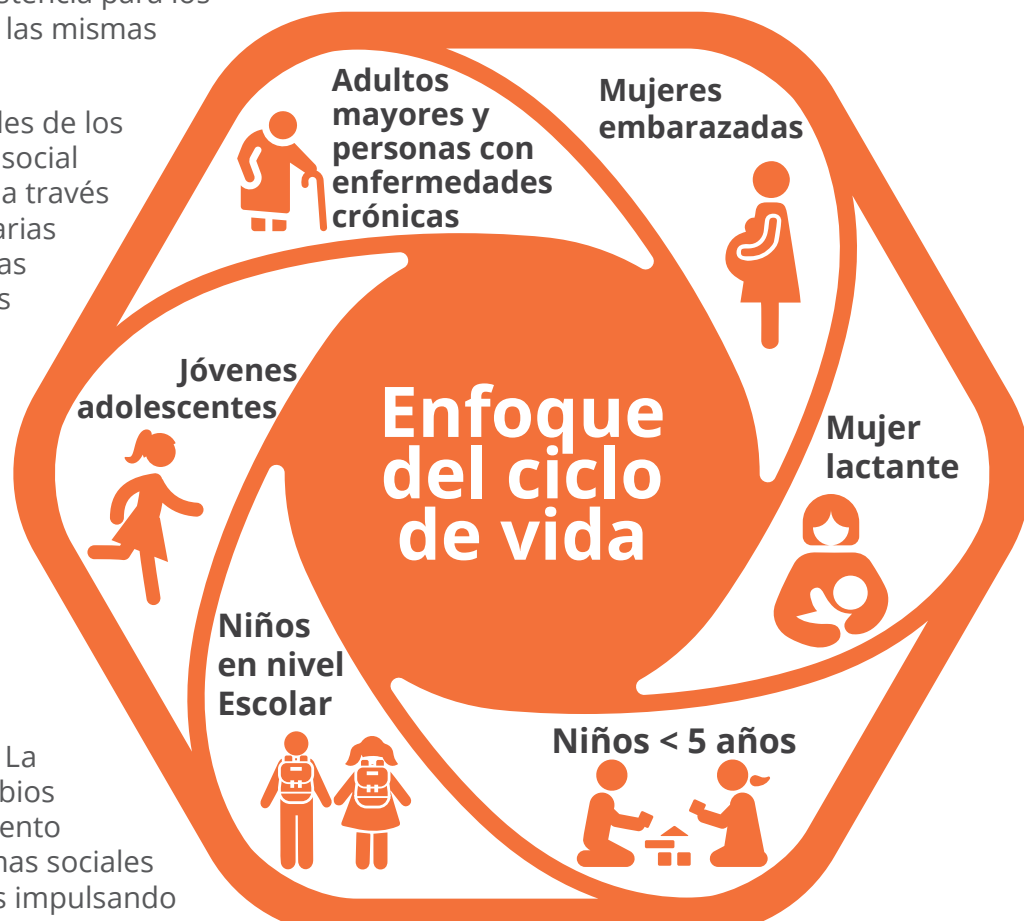 las mismas
les de los
social
a través
arias
as
s
La
bios
ento
nas sociales
s impulsando
Adultos
mayores y
personas con
enfermedades
crónicas
Mujeres
embarazadas
Mujer
lactante
Niños < 5 años
Niños
en nivel
Escolar
Jóvenes
adolescentes
Enfoque
del ciclo
de vida